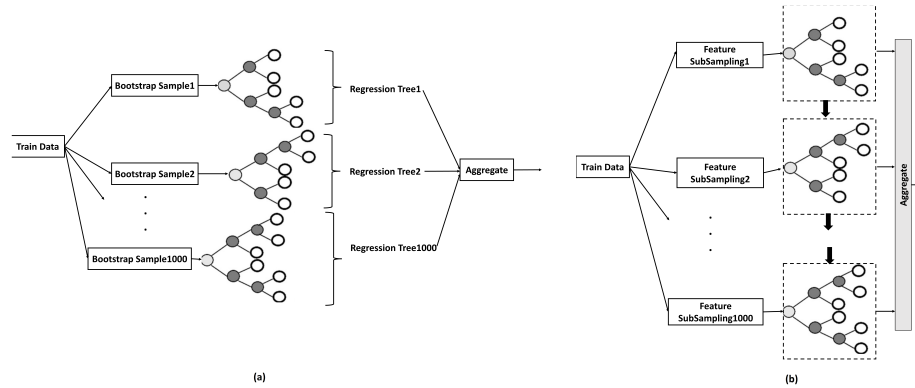 Train Data
Bootstrap Sample1
Bootstrap Sample2
Bootstrap Sample1000
Regression Tree1
Regression Tree2
Regression Tree1000
Aggregate
(a)
Train Data
Feature
SubSampling1
Feature
SubSampling2
Feature
SubSampling1000
Aggregate
(b)